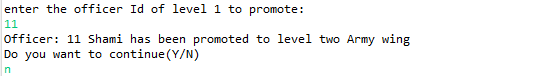 enter the officer Id of level 1 to promote:
11
Officer: 11 Shami has been promoted to level two Army wing
Do you want to continue(Y/N)
n